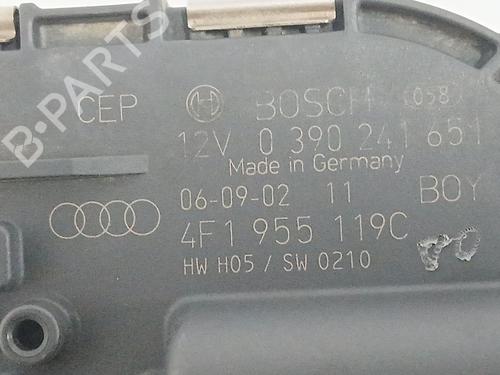 CEP BOSCH 058
12V 0 390 241 651
Made in Germany
06-09-02 11 BOY
4F1 955 119C
HW H05 / SW 0210
B-PARTS